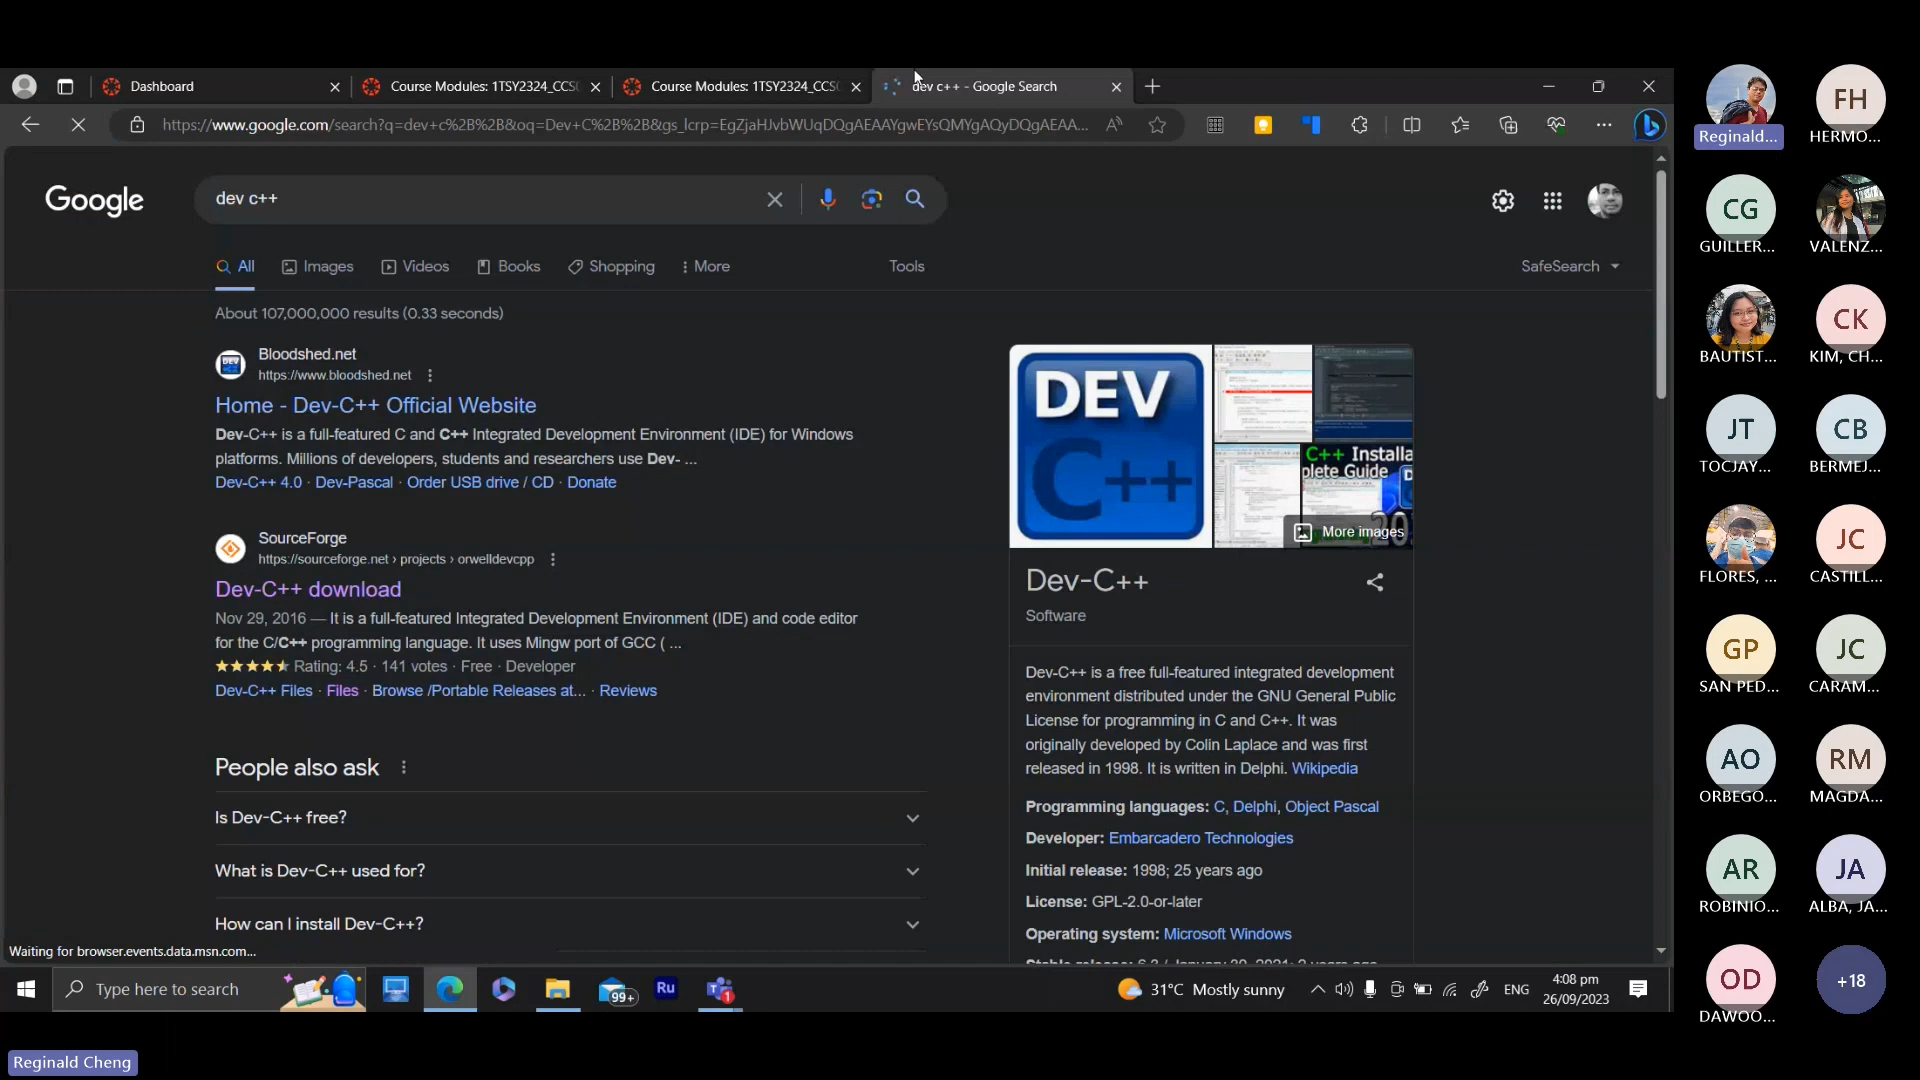 Dashboard
Course Modules: 1TSY2324_CCS
Course Modules: 1TSY2324_CCS
dev c++ - Google Search
https://www.google.com/search?q=dev+c%2B%2B&oq=Dev+C%2B%2B&gs_lcrp=EgZjaHJvbWUqDQgAEAAYgwEYsQMYgAQyDQgAEAA...
Google
dev c++
All
Images
Videos
Books
Shopping
More
Tools
SafeSearch
About 107,000,000 results (0.33 seconds)
Bloodshed.net
https://www.bloodshed.net
Home - Dev-C++ Official Website
Dev-C++ is a full-featured C and C++ Integrated Development Environment (IDE) for Windows
platforms. Millions of developers, students and researchers use Dev- ...
Dev-C++ 4.0 · Dev-Pascal · Order USB drive / CD · Donate
SourceForge
https://sourceforge.net › projects › orwelldevcpp
Dev-C++ download
Nov 29, 2016 — It is a full-featured Integrated Development Environment (IDE) and code editor
for the C/C++ programming language. It uses Mingw port of GCC ( ...
Rating: 4.5 · 141 votes · Free · Developer
Dev-C++ Files · Files · Browse /Portable Releases at... · Reviews
People also ask
Is Dev-C++ free?
What is Dev-C++ used for?
How can I install Dev-C++?
DEV
C++
C++ Installa
plete Guide
More images
Dev-C++
Software
Dev-C++ is a free full-featured integrated development
environment distributed under the GNU General Public
License for programming in C and C++. It was
originally developed by Colin Laplace and was first
released in 1998. It is written in Delphi. Wikipedia
Programming languages: C, Delphi, Object Pascal
Developer: Embarcadero Technologies
Initial release: 1998; 25 years ago
License: GPL-2.0-or-later
Operating system: Microsoft Windows
Waiting for browser.events.data.msn.com...
Type here to search
99+
Ru
1
31°C Mostly sunny
ENG
4:08 pm
26/09/2023
Reginald...
FH
HERMO...
CG
GUILLER...
VALENZ...
BAUTIST...
CK
KIM, CH...
JT
TOCJAY...
CB
BERMEJ...
FLORES, ...
JC
CASTILL...
GP
SAN PED...
JC
CARAM...
AO
ORBEGO...
RM
MAGDA...
AR
ROBINIO...
JA
ALBA, JA...
OD
DAWOO...
+18
Reginald Cheng